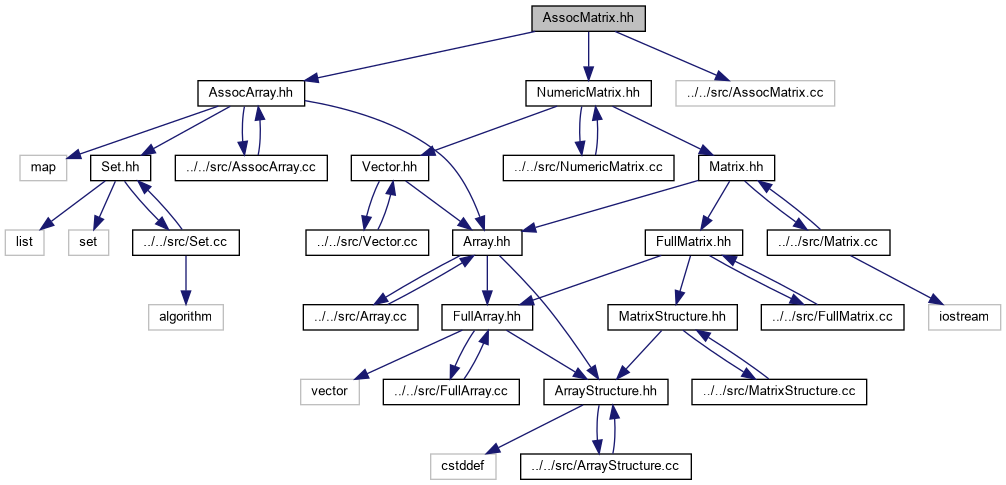 AssocMatrix.hh
AssocArray.hh
NumericMatrix.hh
../../src/AssocMatrix.cc
map
Set.hh
../../src/AssocArray.cc
Vector.hh
../../src/NumericMatrix.cc
Matrix.hh
list
set
../../src/Set.cc
../../src/Vector.cc
Array.hh
FullMatrix.hh
../../src/Matrix.cc
algorithm
../../src/Array.cc
FullArray.hh
MatrixStructure.hh
../../src/FullMatrix.cc
iostream
vector
../../src/FullArray.cc
ArrayStructure.hh
../../src/MatrixStructure.cc
cstddef
../../src/ArrayStructure.cc